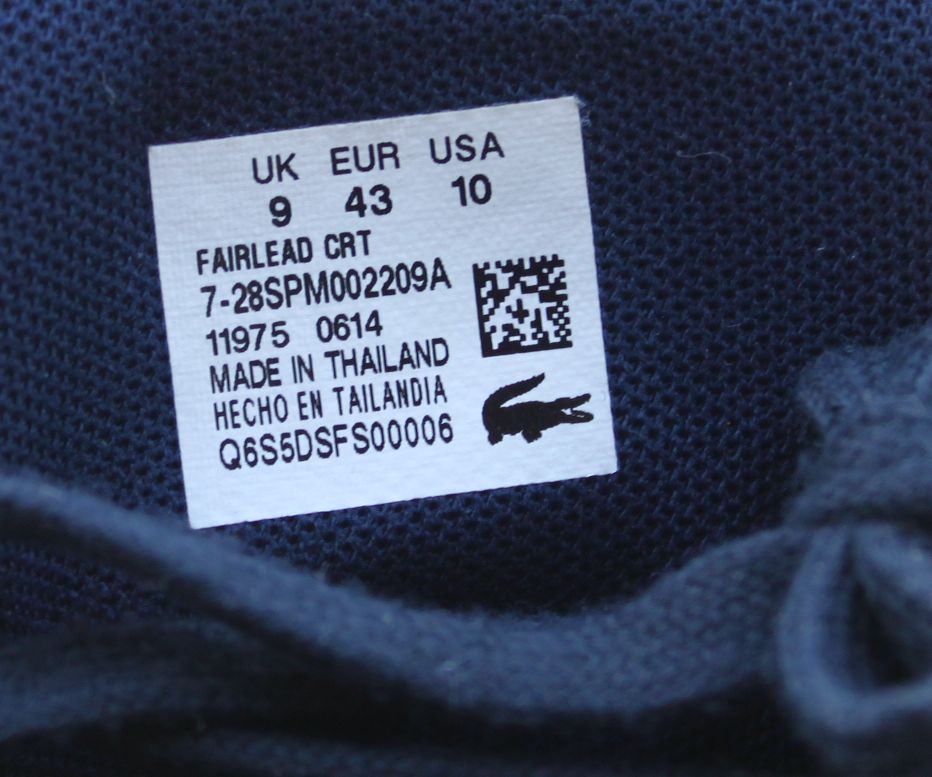 UK EUR USA
9 43 10
FAIRLEAD CRT
7-28SPM002209A
11975 0614
MADE IN THAILAND
HECHO EN TAILANDIA
Q6S5DSFS00006